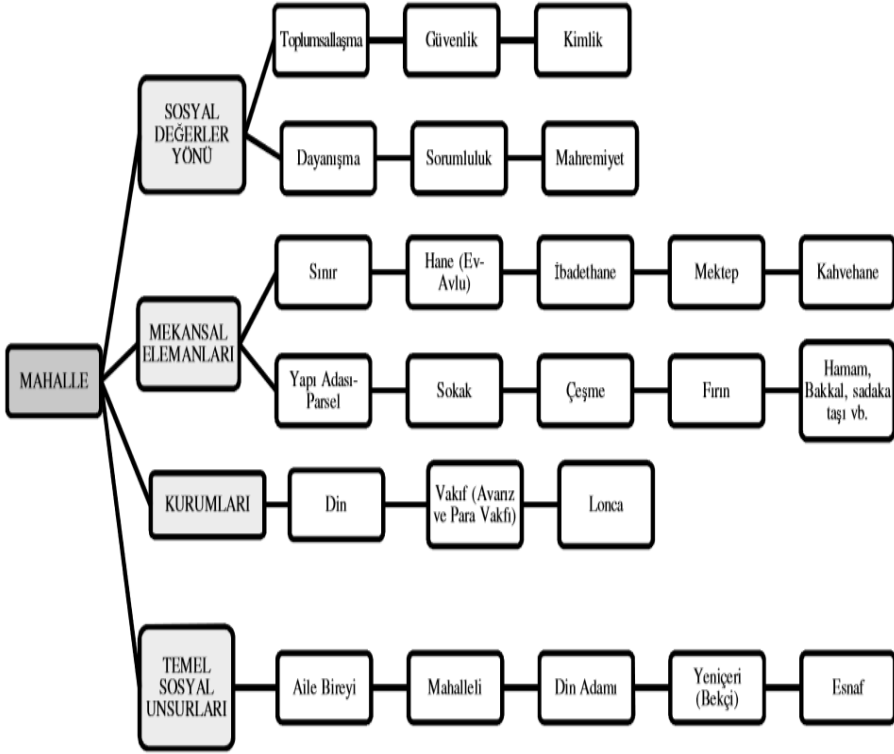 Toplumsallaşma
Güvenlik
Kimlik
SOSYAL
DEĞERLER
YÖNÜ
Dayanışma
Sorumluluk
Mahremiyet
Sınır
Hane (Ev-
Avlu)
İbadethane
Mektep
Kahvehane
MEKANSAL
ELEMANLARI
MAHALLE
Yapı Adası-
Parsel
Sokak
Çeşme
Fırın
Hamam,
Bakkal, sadaka
taşı vb.
KURUMLARI
Din
Vakıf (Avarız
ve Para Vakfı)
Lonca
TEMEL
SOSYAL
UNSURLARI
Aile Bireyi
Mahalleli
Din Adamı
Yeniçeri
(Bekçi)
Esnaf